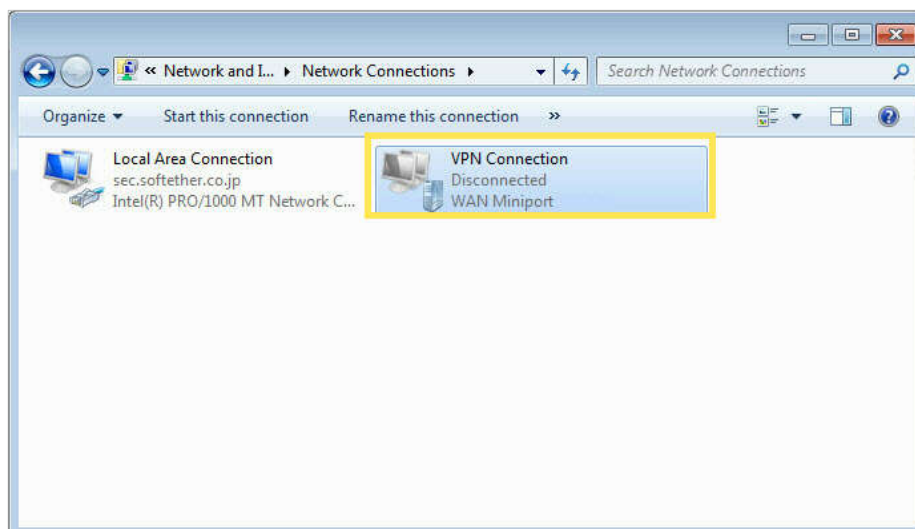 « Network and I... ▸ Network Connections ▸
Search Network Connections
Organize
Start this connection
Rename this connection
»
Local Area Connection
sec.softether.co.jp
Intel(R) PRO/1000 MT Network C...
VPN Connection
Disconnected
WAN Miniport